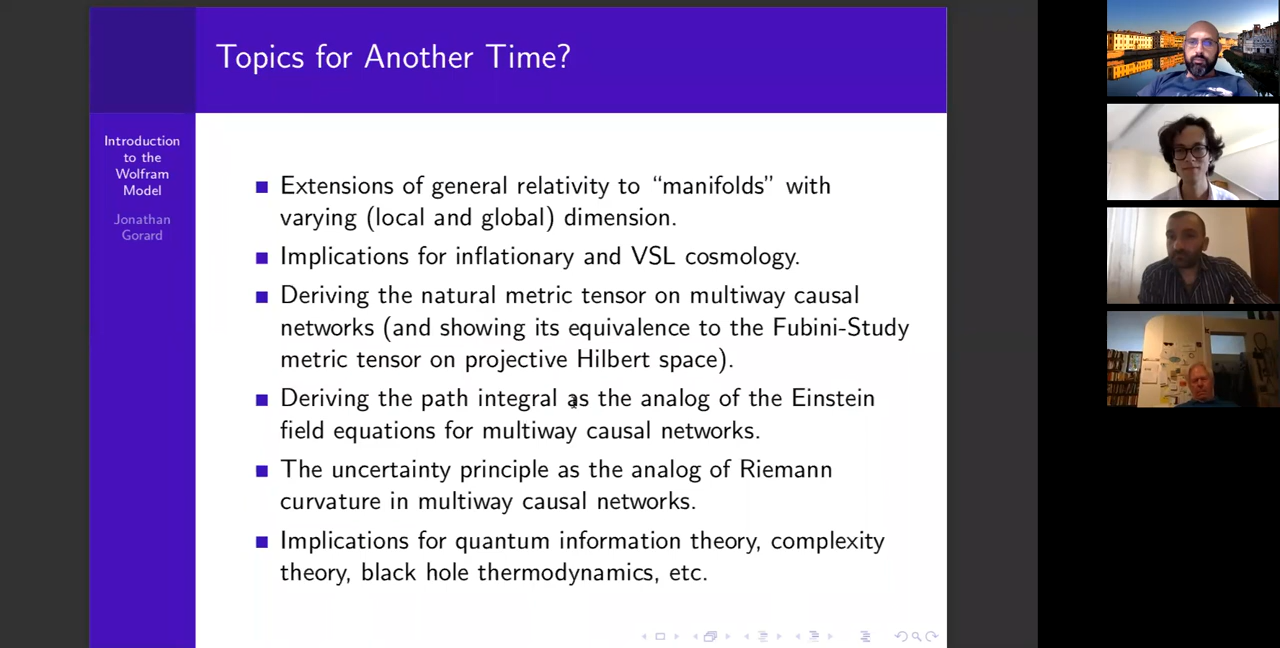 Topics for Another Time?
Introduction
to the
Wolfram
Model
Jonathan
Gorard
Extensions of general relativity to “manifolds” with
varying (local and global) dimension.
Implications for inflationary and VSL cosmology.
Deriving the natural metric tensor on multiway causal
networks (and showing its equivalence to the Fubini-Study
metric tensor on projective Hilbert space).
Deriving the path integral as the analog of the Einstein
field equations for multiway causal networks.
The uncertainty principle as the analog of Riemann
curvature in multiway causal networks.
Implications for quantum information theory, complexity
theory, black hole thermodynamics, etc.